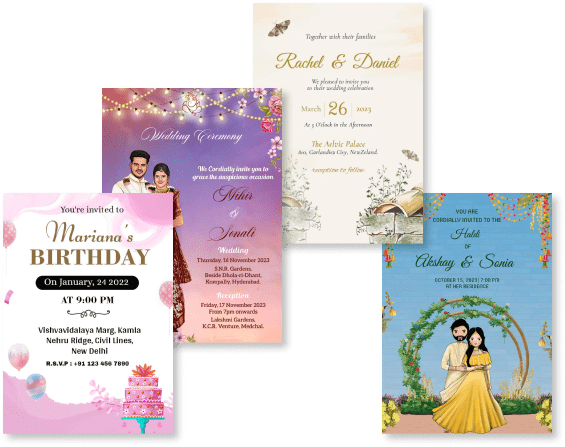 Together with their families
Rachel & Daniel
We pleased to invite you
to their wedding celebration
March 26 2023
At 3 O'clock in the Afternoon
The Aelvic Palace
601, Garlandnea City, NewZeland.
reception to follow
Wedding Ceremony
We Cordially invite you to
grace the auspicious occasion
Nihir
&
Sonali
Wedding
Thursday, 16 November 2023
S.N.R. Gardens,
Beside Dhola-ri-Dhani,
Kompally, Hyderabad.
Reception
Friday, 17 November 2023
From 7pm onwards
Lakshmi Gardens.
K.C.R. Venture, Medchal.
You're invited to
Mariana's
BIRTHDAY
On January, 24 2022
AT 9:00 PM
Vishvavidalaya Marg, Kamla
Nehru Ridge, Civil Lines,
New Delhi
R.S.V.P : +91 123 456 7890
YOU ARE
CORDIALLY INVITED TO THE
Haldi
OF
Akshay & Sonia
OCTOBER 15, 2023 | 7:00 PM
AT HER RESIDENCE